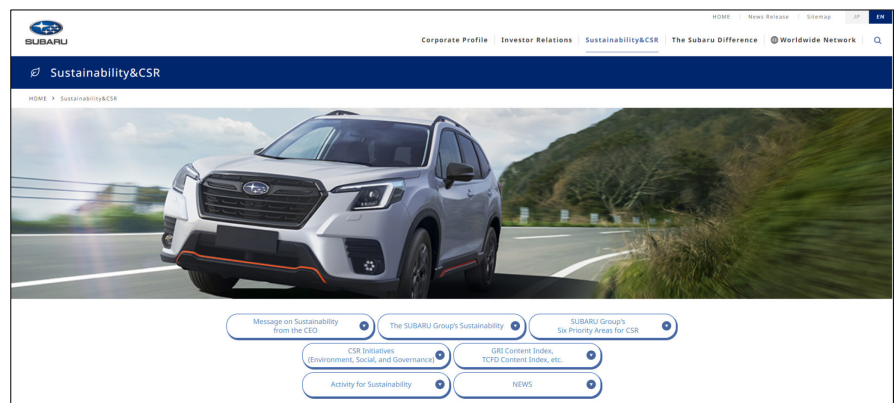 HOME
News Release
Sitemap
JP
EN
SUBARU
Corporate Profile
Investor Relations
Sustainability&CSR
The Subaru Difference
Worldwide Network
Sustainability&CSR
HOME > Sustainability&CSR
Message on Sustainability
from the CEO
The SUBARU Group's Sustainability
SUBARU Group's
Six Priority Areas for CSR
CSR Initiatives
(Environment, Social, and Governance)
GRI Content Index,
TCFD Content Index, etc.
Activity for Sustainability
NEWS